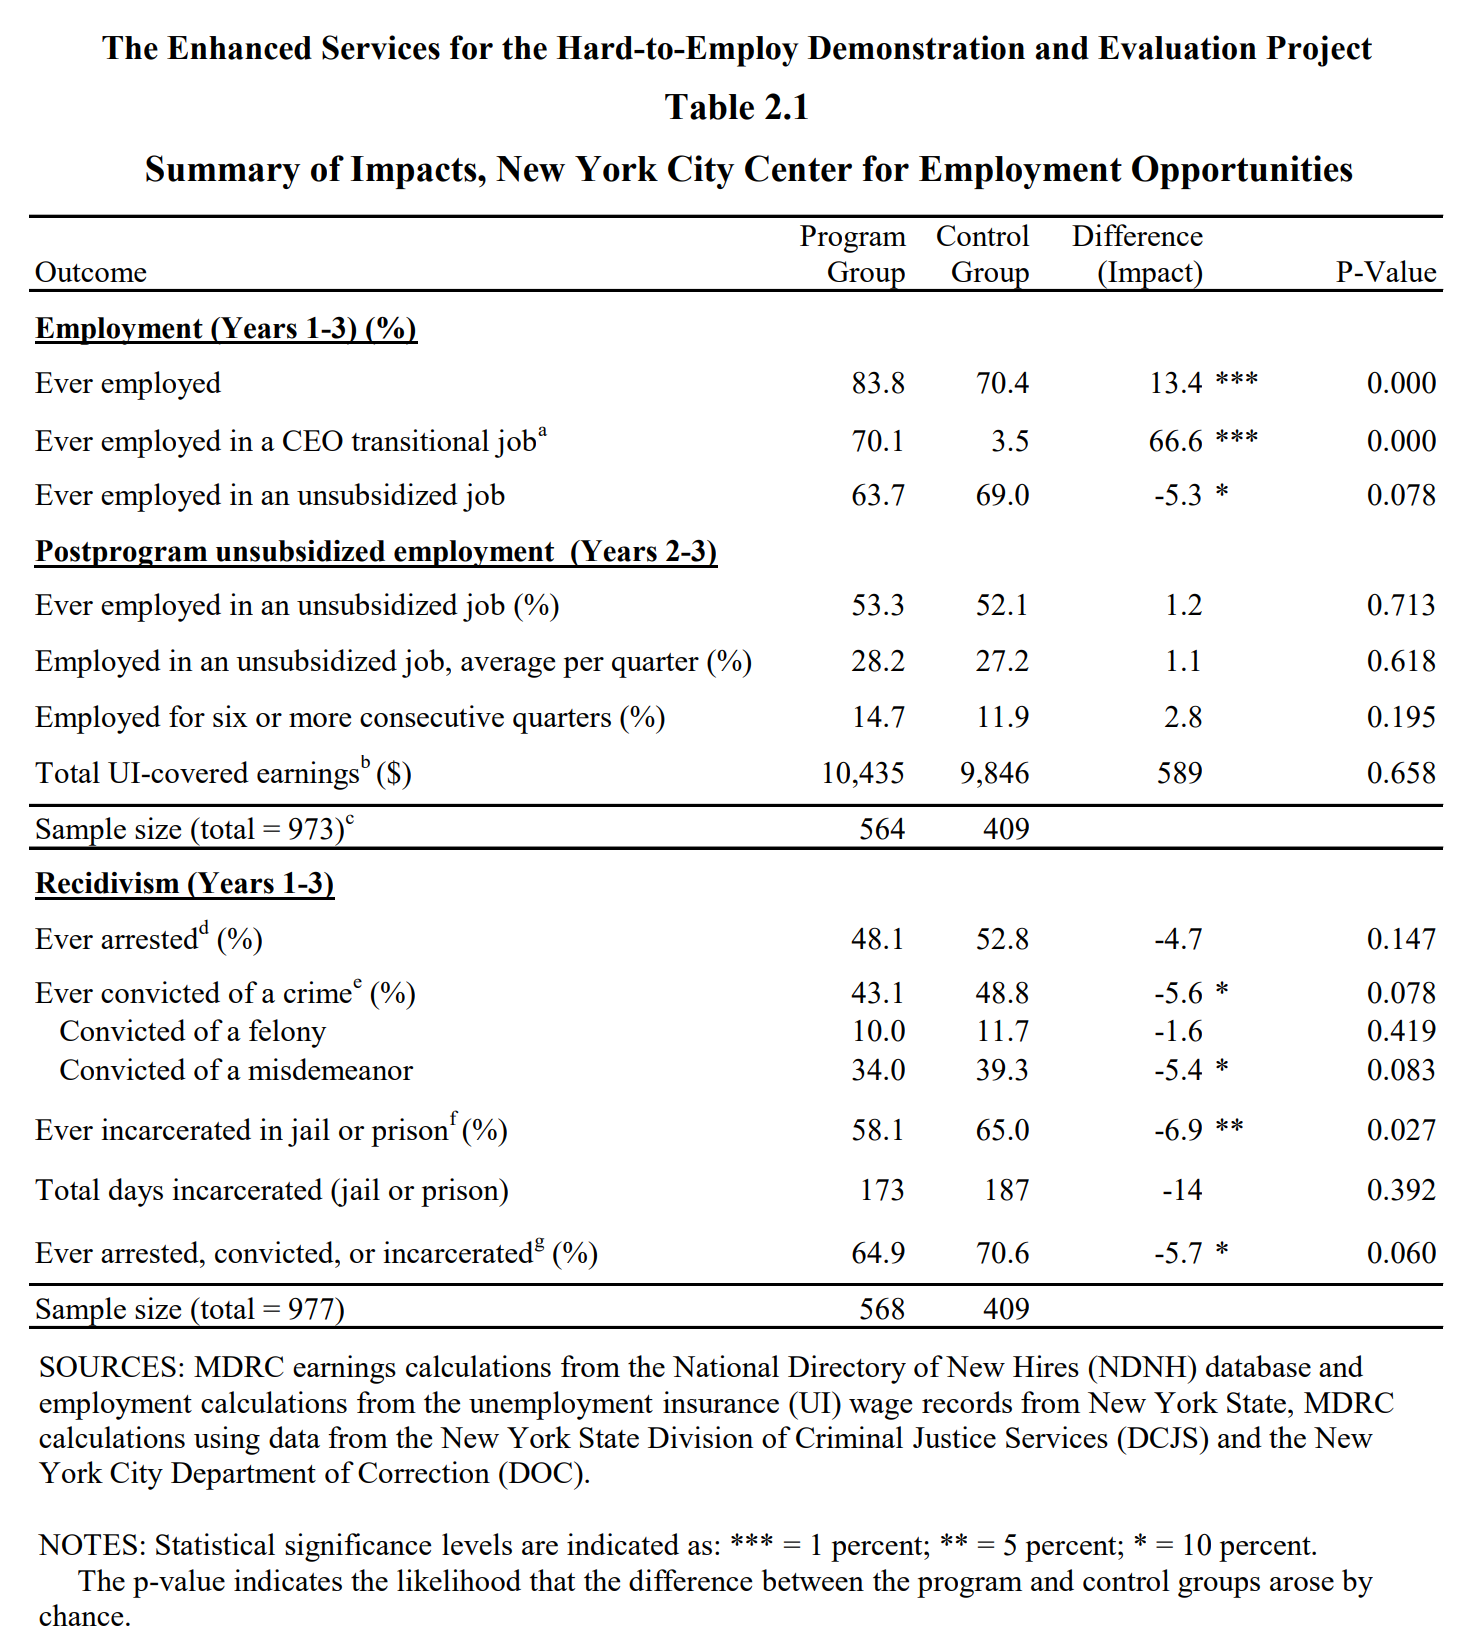 The Enhanced Services for the Hard-to-Employ Demonstration and Evaluation Project
Table 2.1
Summary of Impacts, New York City Center for Employment Opportunities
Program Control Difference
Outcome Group Group (Impact) P-Value
Employment (Years 1-3) (%)
Ever employed 83.8 70.4 13.4 *** 0.000
Ever employed in a CEO transitional job^a 70.1 3.5 66.6 *** 0.000
Ever employed in an unsubsidized job 63.7 69.0 -5.3 * 0.078
Postprogram unsubsidized employment (Years 2-3)
Ever employed in an unsubsidized job (%) 53.3 52.1 1.2 0.713
Employed in an unsubsidized job, average per quarter (%) 28.2 27.2 1.1 0.618
Employed for six or more consecutive quarters (%) 14.7 11.9 2.8 0.195
Total UI-covered earnings^b ($) 10,435 9,846 589 0.658
Sample size (total = 973)^c 564 409
Recidivism (Years 1-3)
Ever arrested^d (%) 48.1 52.8 -4.7 0.147
Ever convicted of a crime^e (%) 43.1 48.8 -5.6 * 0.078
Convicted of a felony 10.0 11.7 -1.6 0.419
Convicted of a misdemeanor 34.0 39.3 -5.4 * 0.083
Ever incarcerated in jail or prison^f (%) 58.1 65.0 -6.9 ** 0.027
Total days incarcerated (jail or prison) 173 187 -14 0.392
Ever arrested, convicted, or incarcerated^g (%) 64.9 70.6 -5.7 * 0.060
Sample size (total = 977) 568 409
SOURCES: MDRC earnings calculations from the National Directory of New Hires (NDNH) database and
employment calculations from the unemployment insurance (UI) wage records from New York State, MDRC
calculations using data from the New York State Division of Criminal Justice Services (DCJS) and the New
York City Department of Correction (DOC).
NOTES: Statistical significance levels are indicated as: *** = 1 percent; ** = 5 percent; * = 10 percent.
The p-value indicates the likelihood that the difference between the program and control groups arose by
chance.